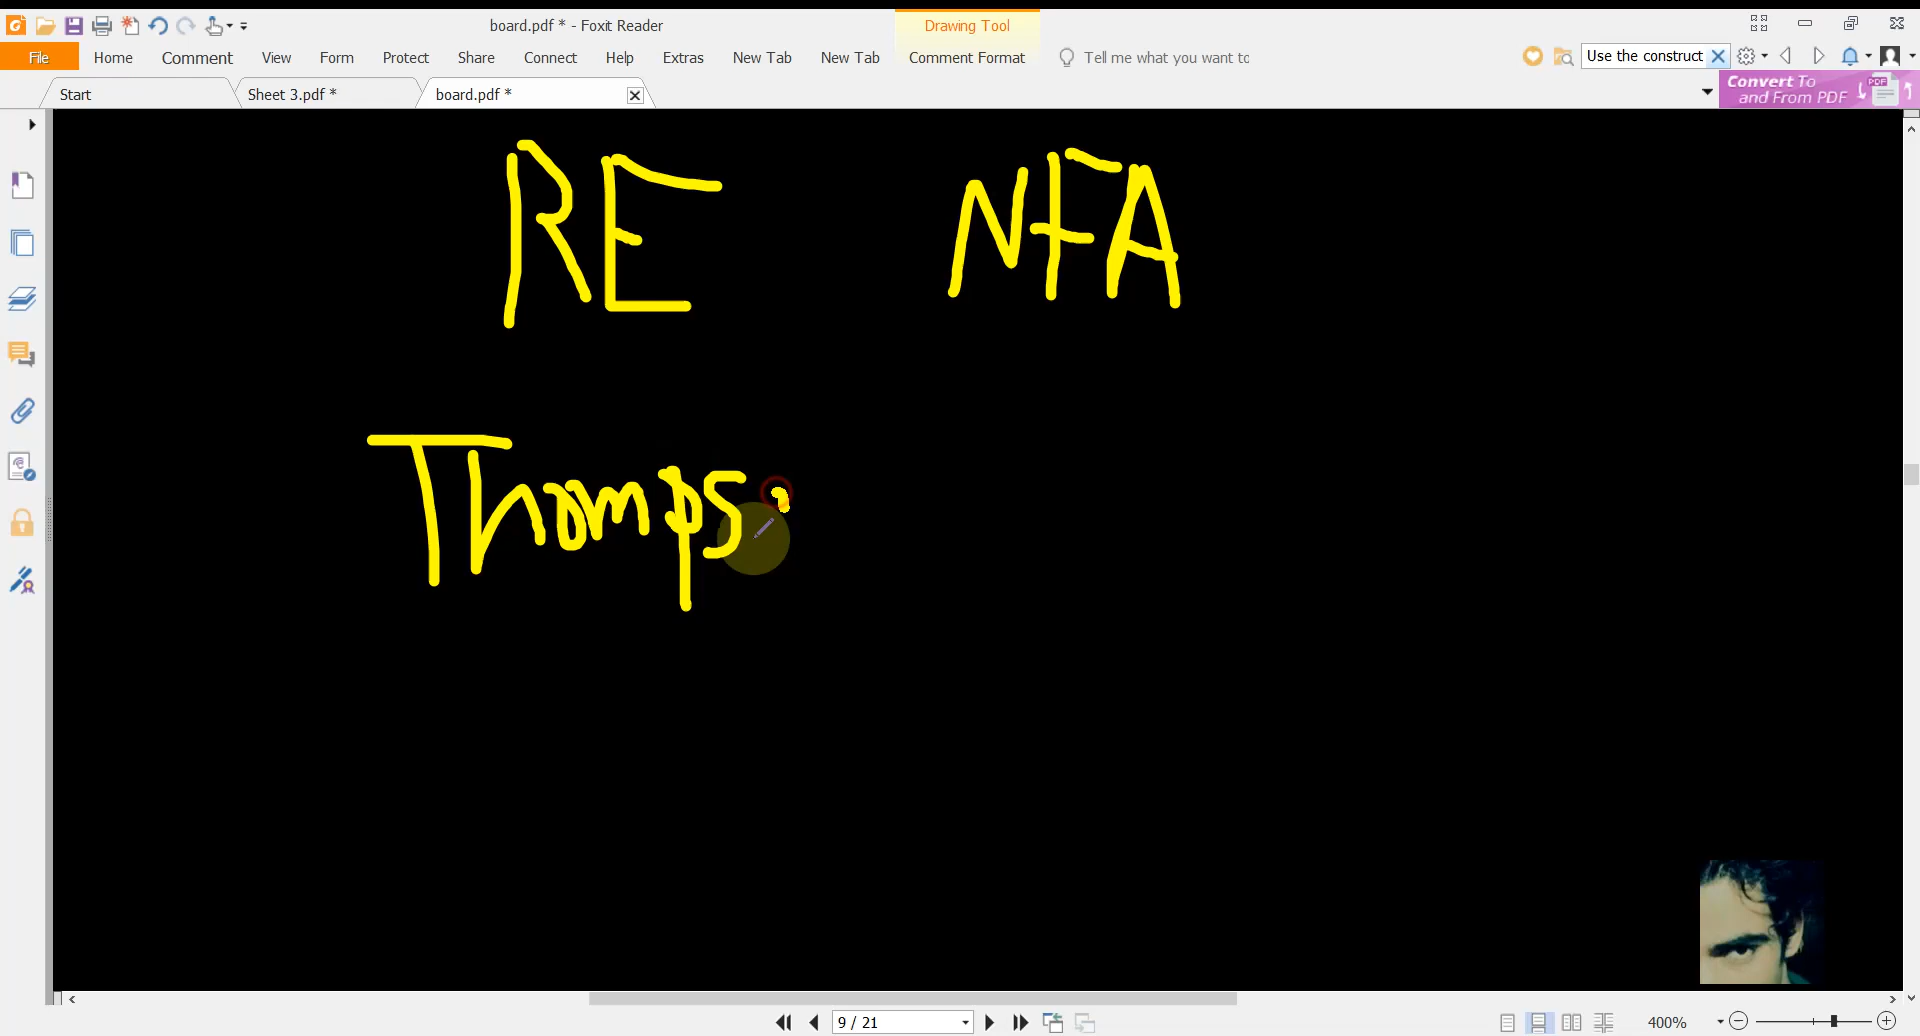 board.pdf * - Foxit Reader
Drawing Tool
File Home Comment View Form Protect Share Connect Help Extras New Tab New Tab Comment Format Tell me what you want to Use the construct
Start Sheet 3.pdf * board.pdf *
Convert To
and From PDF
PDF
RE NFA
Thomps
9 / 21
400%